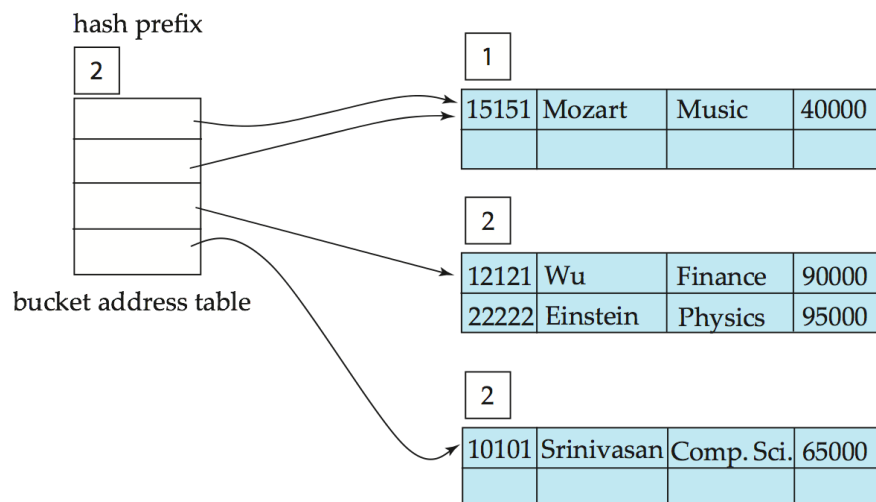 hash prefix
2
bucket address table
1
15151 Mozart Music 40000
2
12121 Wu Finance 90000
22222 Einstein Physics 95000
2
10101 Srinivasan Comp. Sci. 65000